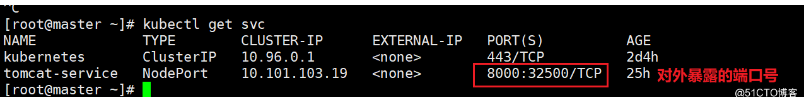 ^C
[root@master ~]# kubectl get svc
NAME TYPE CLUSTER-IP EXTERNAL-IP PORT(S) AGE
kubernetes ClusterIP 10.96.0.1 <none> 443/TCP 2d4h
tomcat-service NodePort 10.101.103.19 <none> 8000:32500/TCP 25h 对外暴露的端口号
[root@master ~]#
@51CTO博客